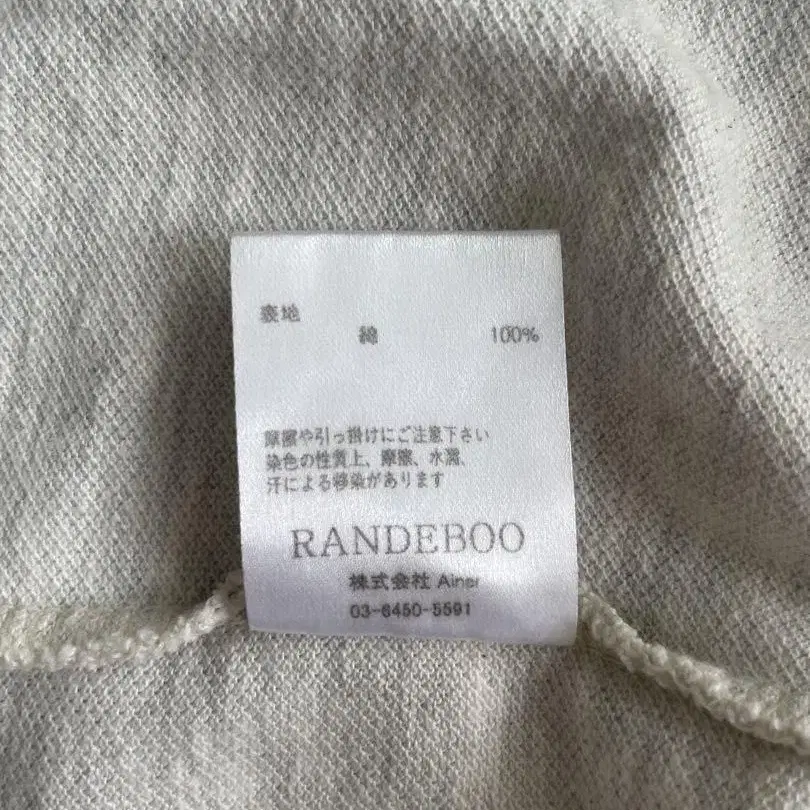 表地
綿 100%
摩擦や引っ掛けにご注意下さい
染色の性質上、摩擦、水濡、
汗による移染があります
RANDEBOO
株式会社 Ainer
03-6450-5591